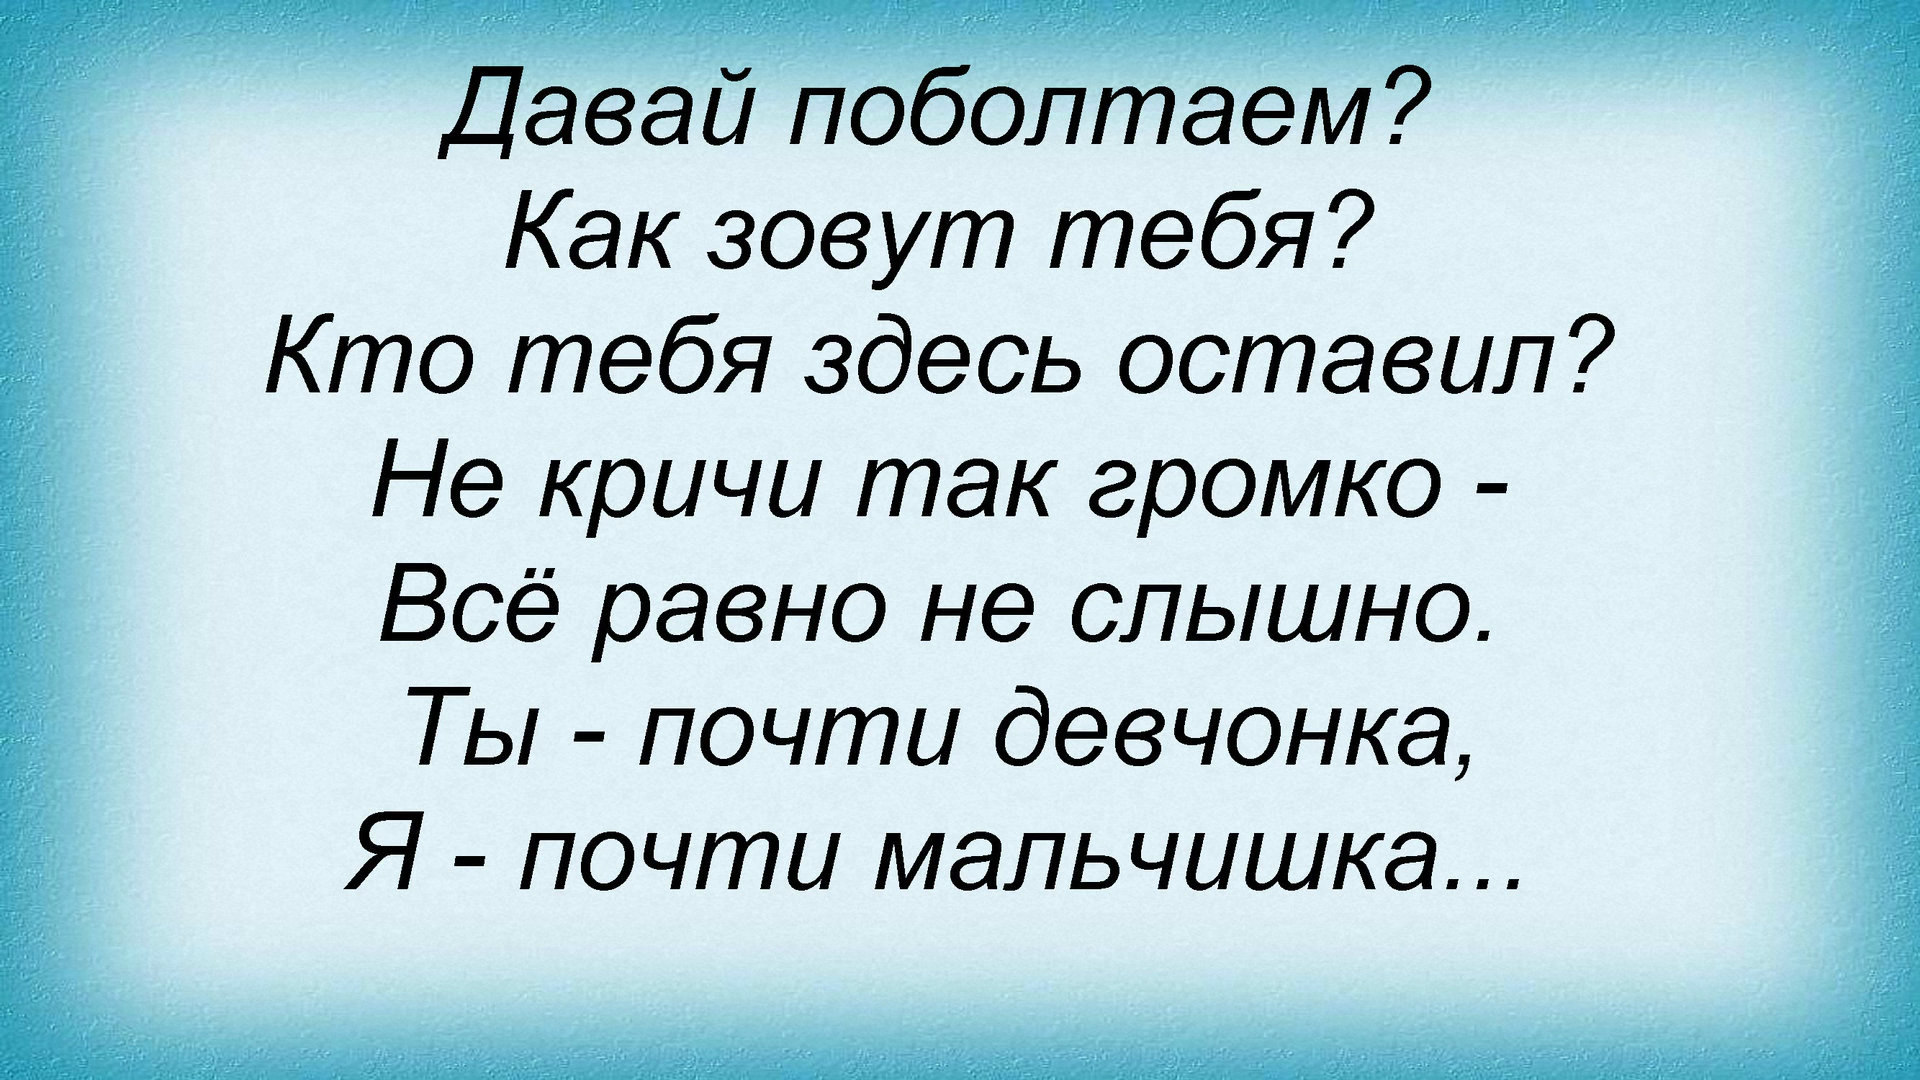 Давай поболтаем?
Как зовут тебя?
Кто тебя здесь оставил?
Не кричи так громко -
Всё равно не слышно.
Ты - почти девчонка,
Я - почти мальчишка...